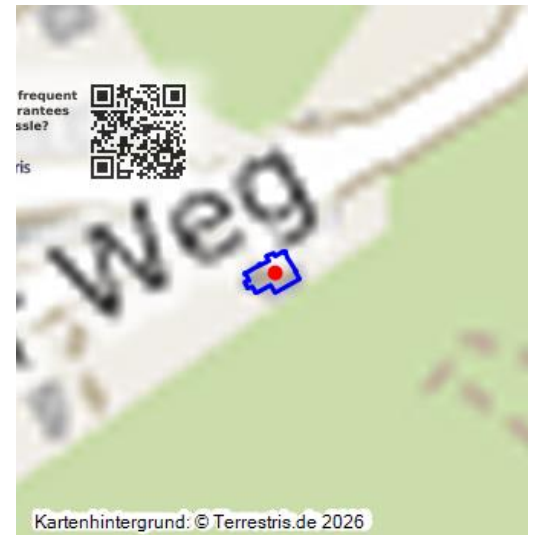 frequent
rantees
ssle?
ris
Weg
Kartenhintergrund: © Terrestris.de 2026